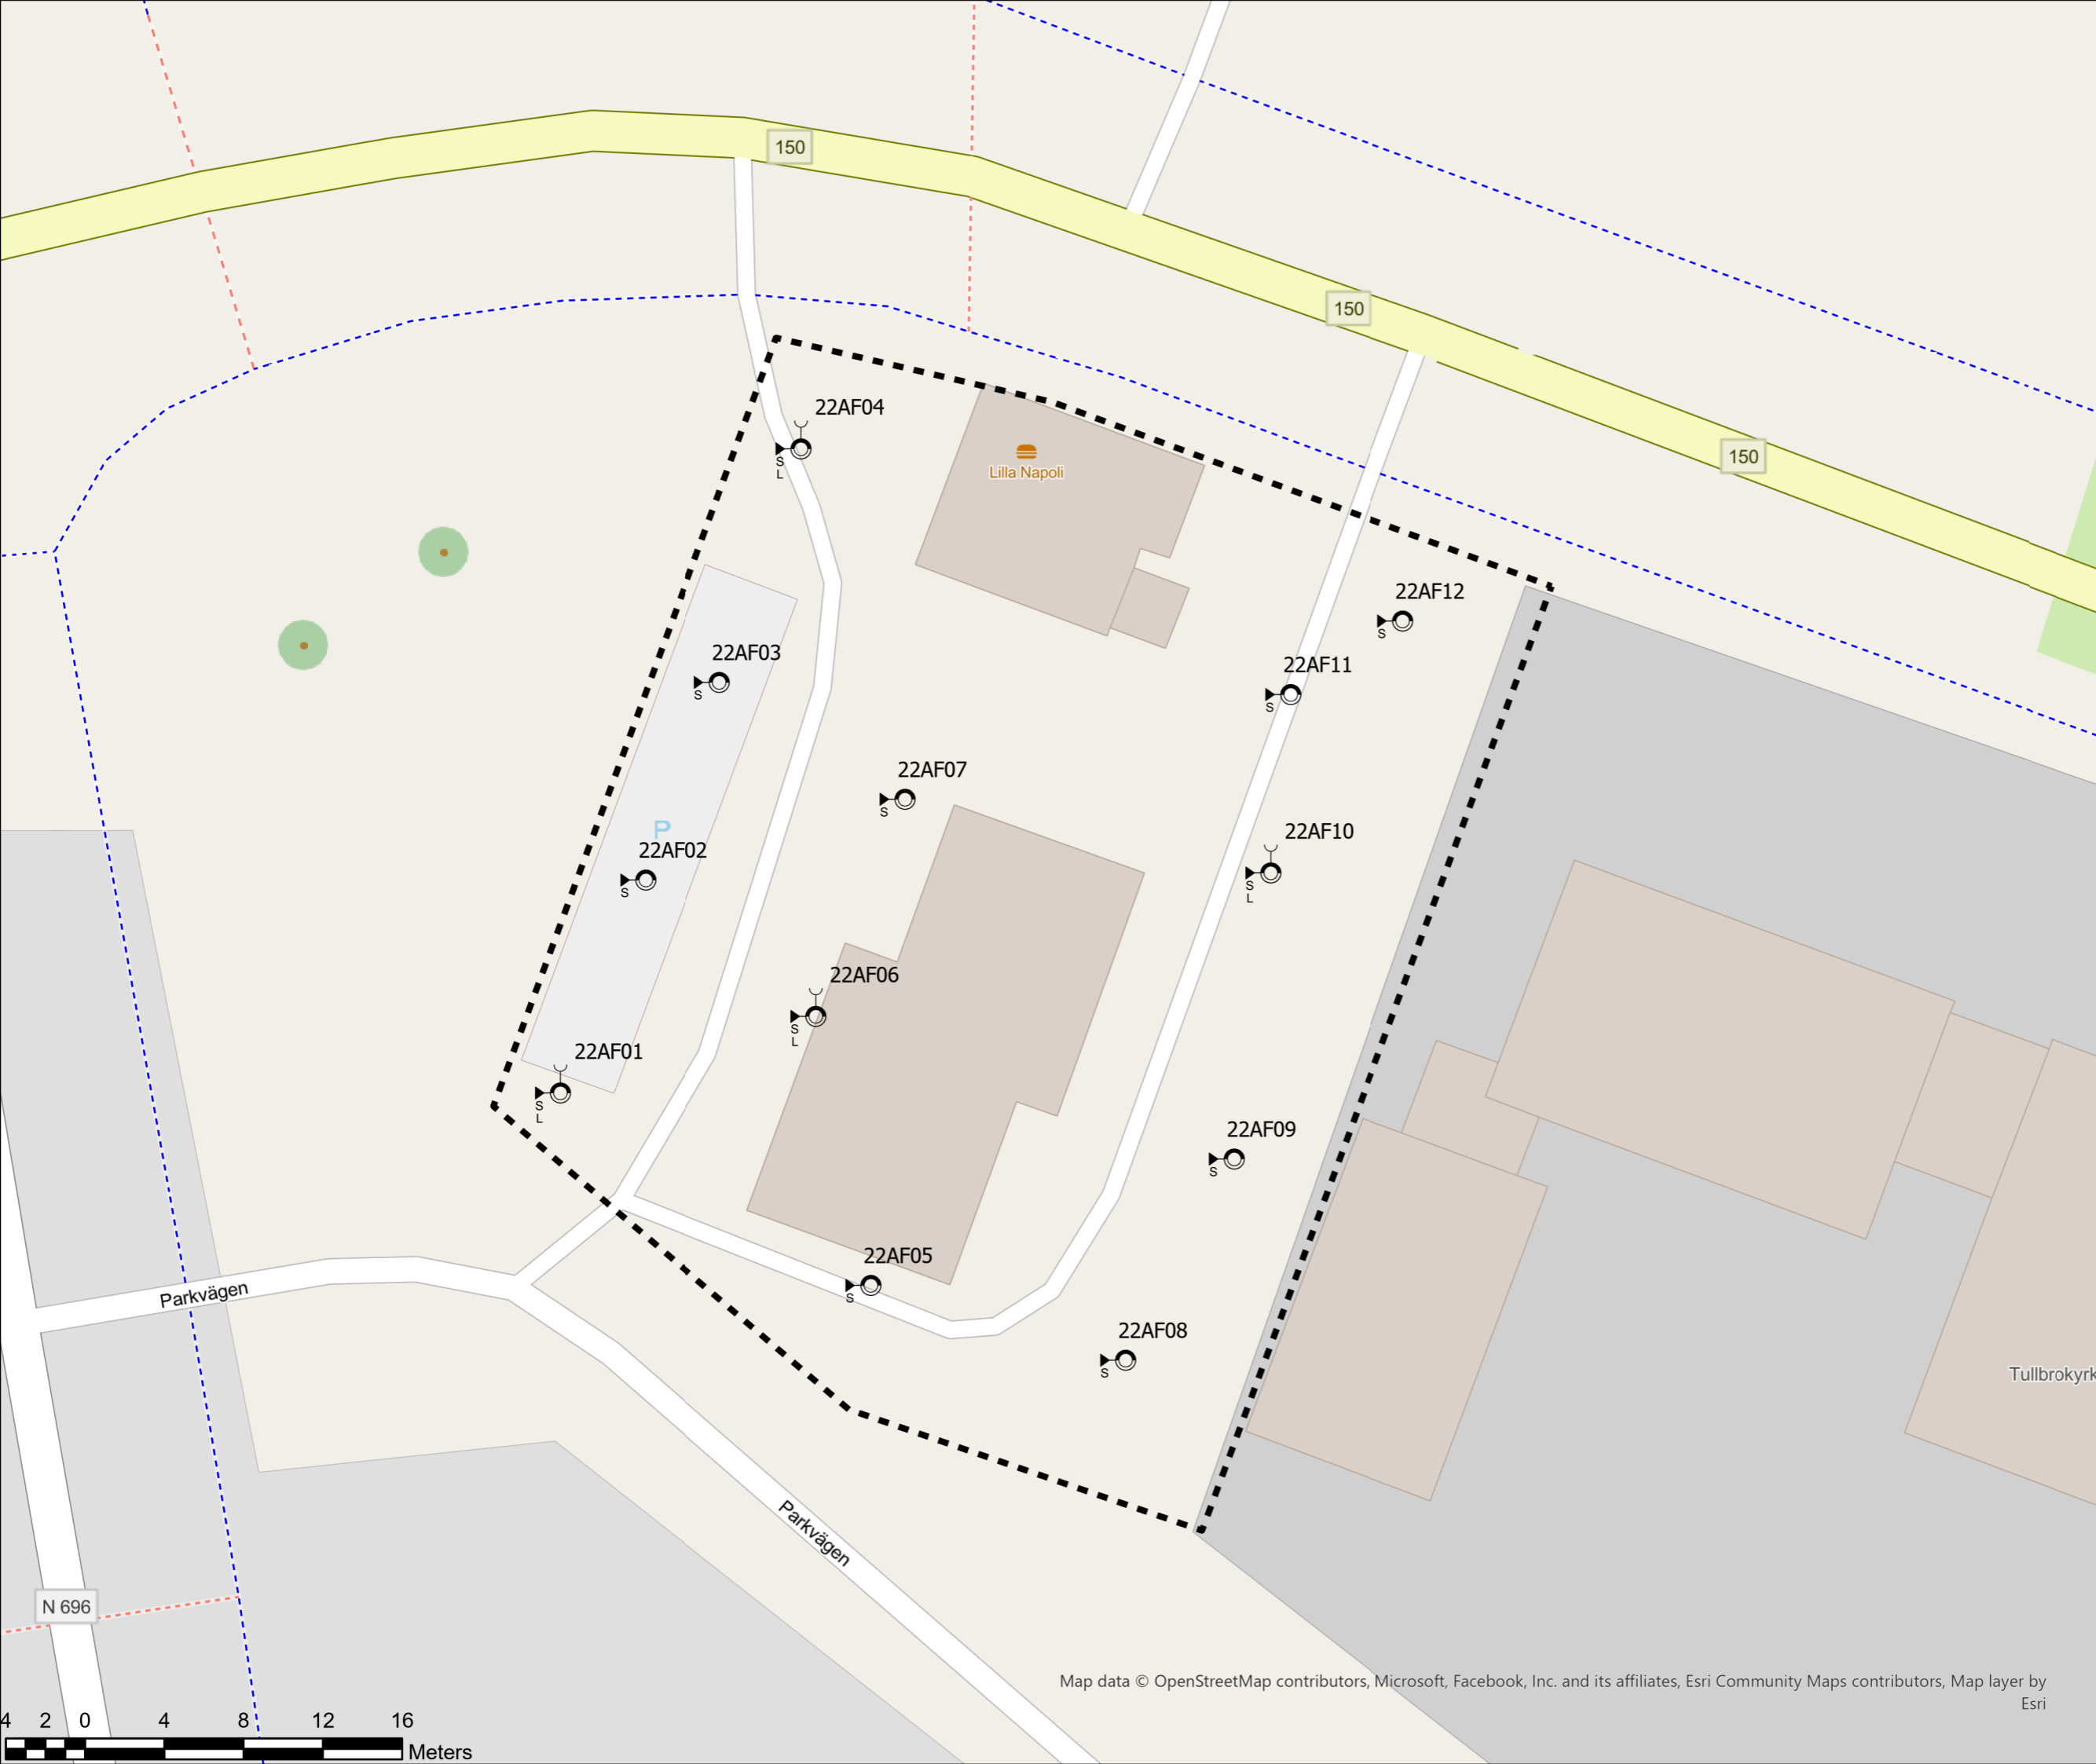 150
150
22AF04
150
Lilla Napoli
S
L
22AF12
S
22AF03
22AF11
S
S
22AF07
S
P
22AF02
22AF10
S
S
L
22AF06
S
L
22AF01
S
L
22AF09
S
22AF05
S
Parkvägen
22AF08
S
Tullbrokyrk
Parkvägen
N 696
Map data © OpenStreetMap contributors, Microsoft, Facebook, Inc. and its affiliates, Esri Community Maps contributors, Map layer by
Esri
4 2 0 4 8 12 16
Meters